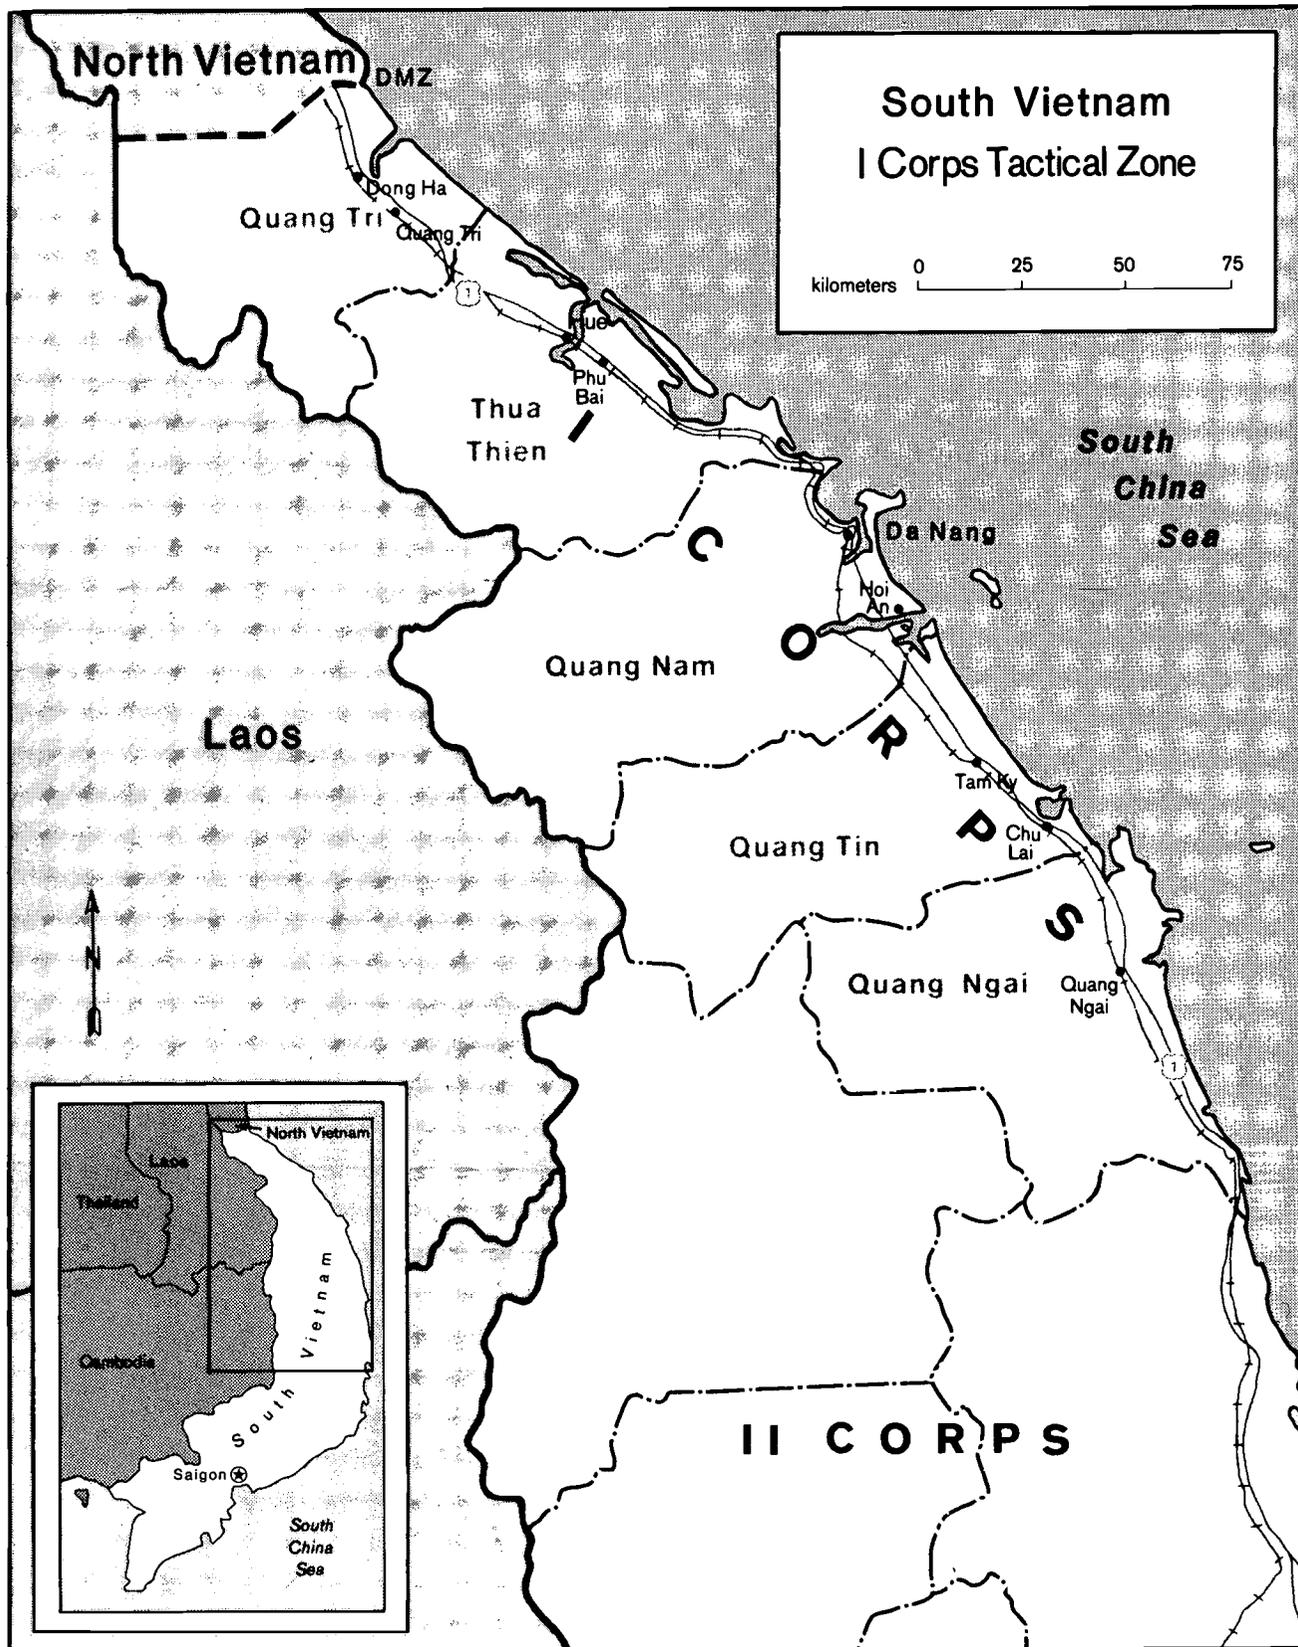 North Vietnam
DMZ
South Vietnam
I Corps Tactical Zone
0 25 50 75
kilometers
Dong Ha
Quang Tri
Quang Tri
1
Hue
Phu
Bai
Thua
Thien
I
South
China
Sea
C
Da Nang
Hoi
An
O
Quang Nam
Laos
R
Tam Ky
P
Chu
Lai
Quang Tin
S
N
Quang Ngai
Quang
Ngai
1
North Vietnam
Laos
Thailand
Vietnam
Cambodia
South
Saigon
South
China
Sea
II CORPS